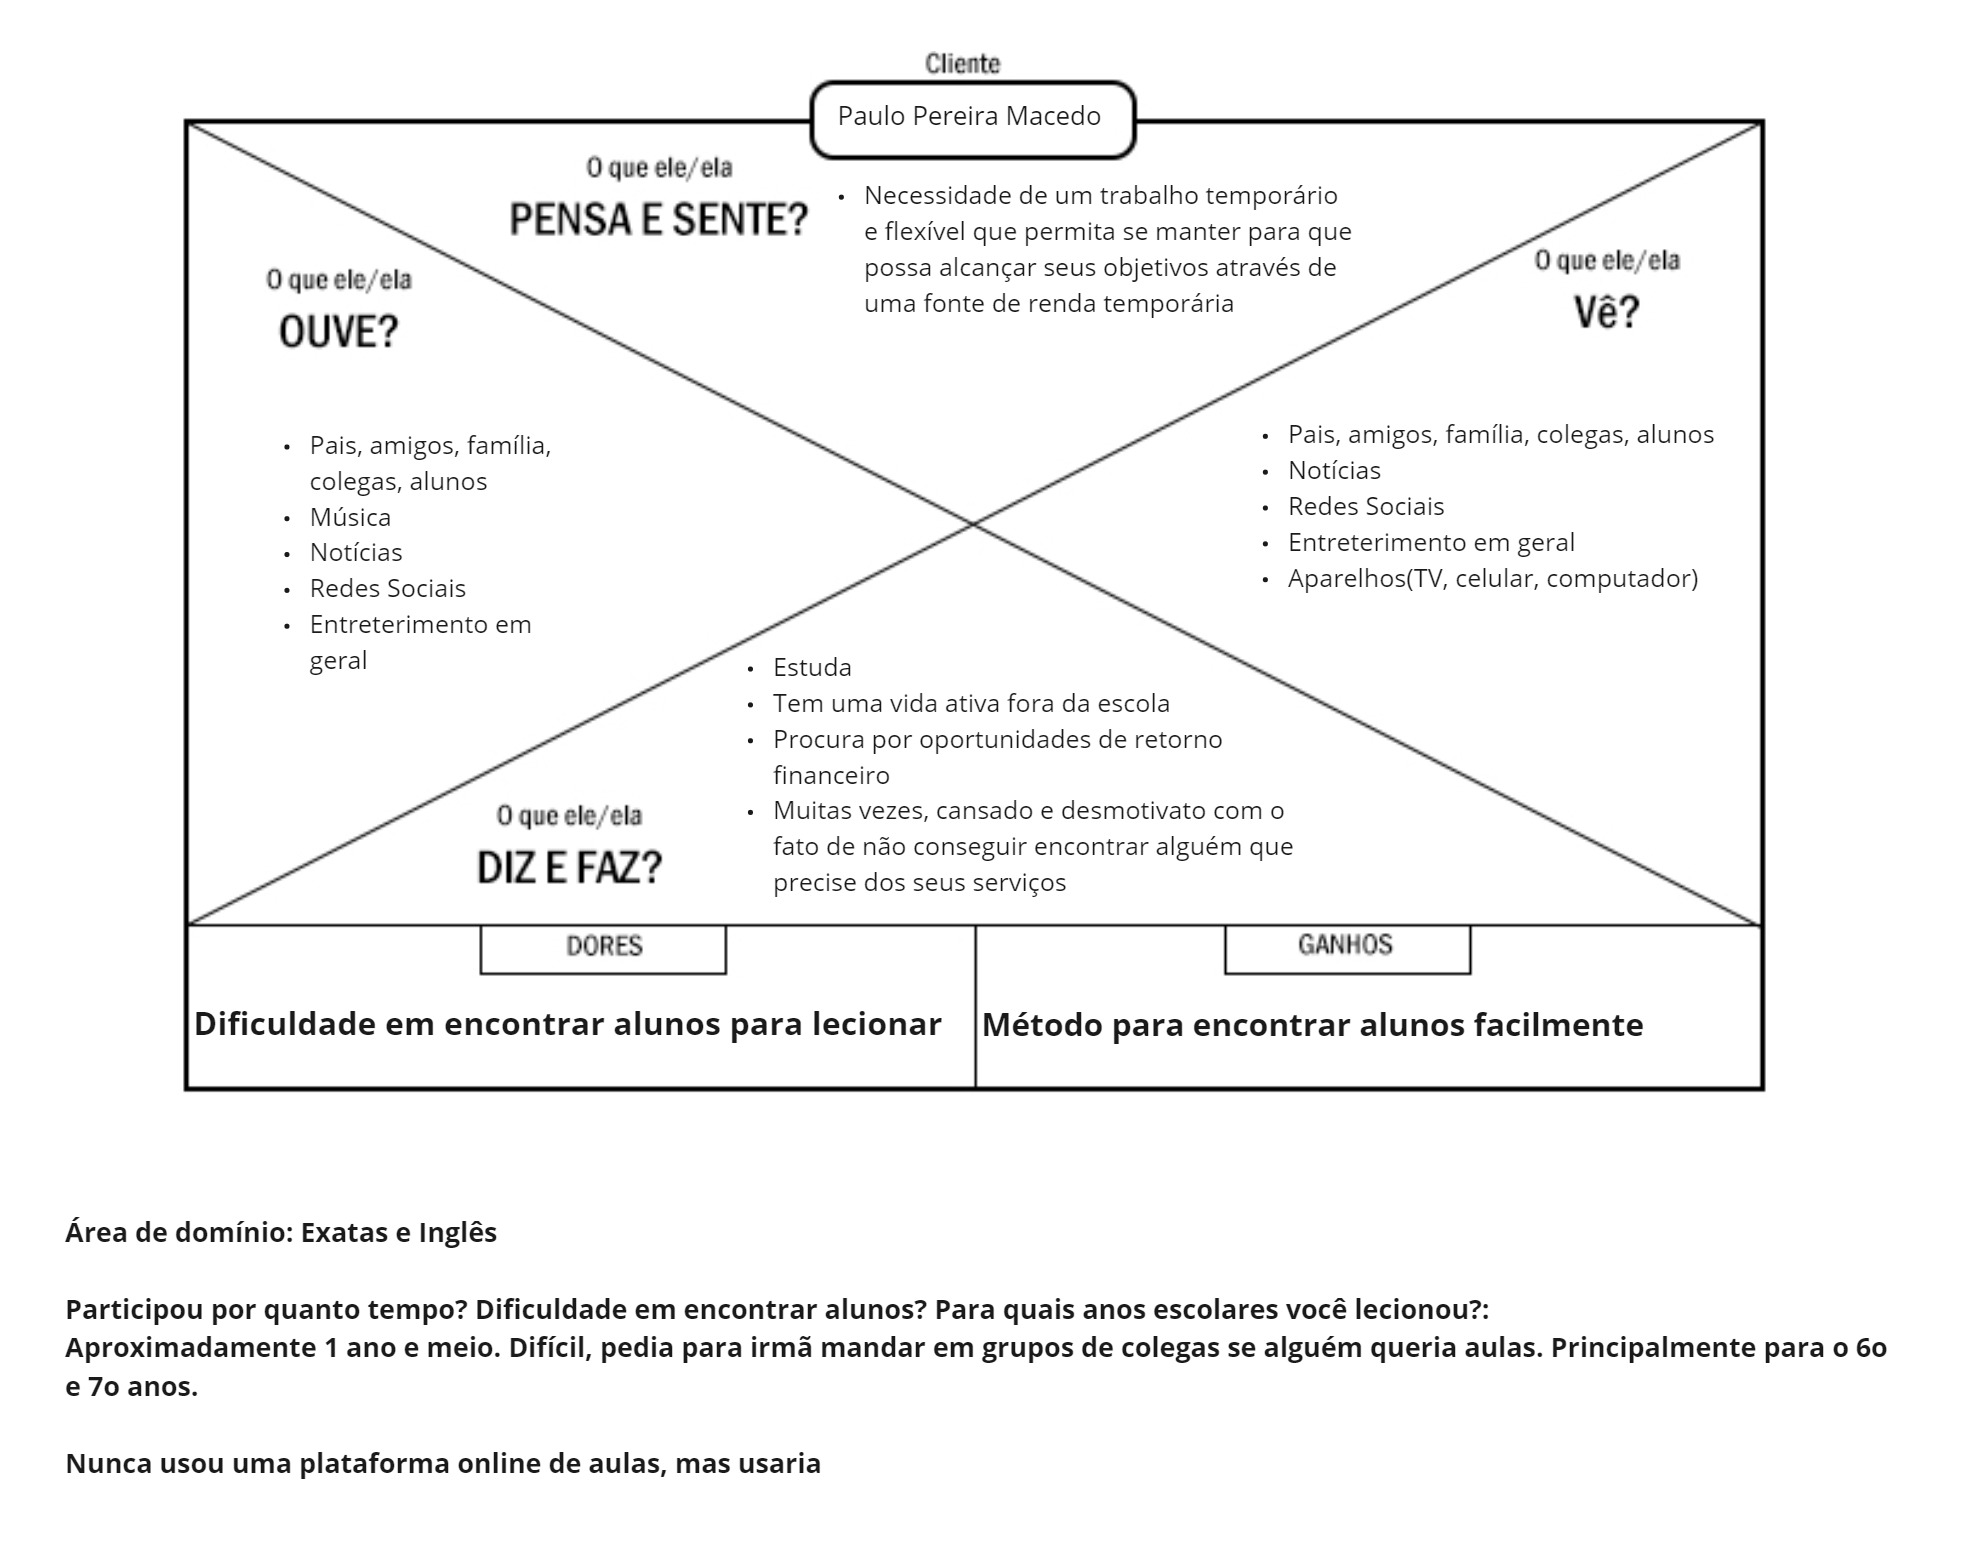 Cliente
Paulo Pereira Macedo
O que ele/ela
PENSA E SENTE?
• Necessidade de um trabalho temporário
e flexível que permita se manter para que
possa alcançar seus objetivos através de
uma fonte de renda temporária
O que ele/ela
OUVE?
• Pais, amigos, família,
colegas, alunos
• Música
• Notícias
• Redes Sociais
• Entreterimento em
geral
O que ele/ela
Vê?
• Pais, amigos, família, colegas, alunos
• Notícias
• Redes Sociais
• Entreterimento em geral
• Aparelhos(TV, celular, computador)
O que ele/ela
DIZ E FAZ?
• Estuda
• Tem uma vida ativa fora da escola
• Procura por oportunidades de retorno
financeiro
• Muitas vezes, cansado e desmotivato com o
fato de não conseguir encontrar alguém que
precise dos seus serviços
DORES
Dificuldade em encontrar alunos para lecionar
GANHOS
Método para encontrar alunos facilmente
Área de domínio: Exatas e Inglês
Participou por quanto tempo? Dificuldade em encontrar alunos? Para quais anos escolares você lecionou?:
Aproximadamente 1 ano e meio. Difícil, pedia para irmã mandar em grupos de colegas se alguém queria aulas. Principalmente para o 6o
e 7o anos.
Nunca usou uma plataforma online de aulas, mas usaria